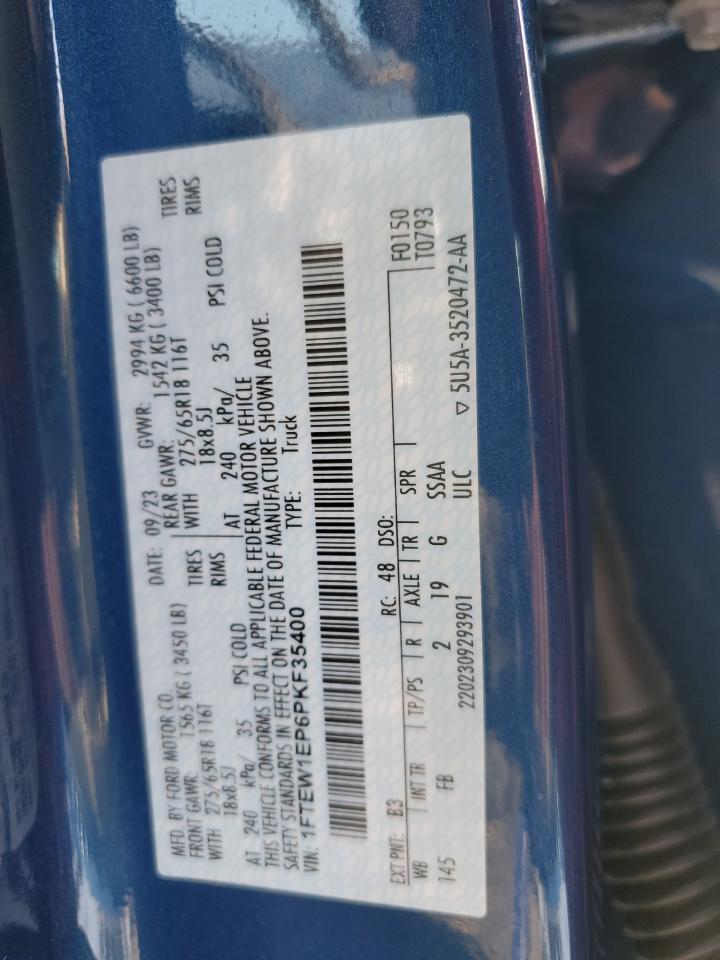 MFD. BY FORD MOTOR CO.
DATE: 09/23 GVWR: 2994 KG ( 6600 LB)
FRONT GAWR: 1565 KG ( 3450 LB) REAR GAWR: 1542 KG ( 3400 LB)
WITH 275/65R18 116T TIRES WITH 275/65R18 116T TIRES
18x8.5J RIMS 18x8.5J RIMS
AT 240 kPa/ 35 PSI COLD AT 240 kPa/ 35 PSI COLD
THIS VEHICLE CONFORMS TO ALL APPLICABLE FEDERAL MOTOR VEHICLE
SAFETY STANDARDS IN EFFECT ON THE DATE OF MANUFACTURE SHOWN ABOVE.
VIN: 1FTEW1EP6PKF35400 TYPE: Truck
EXT PNT: B3 RC: 48 DSO: F0150
WB INT TR TP/PS R AXLE TR SPR T0793
145 FB 2 19 G SSAA
2202309293901 ULC ▽ 5U5A-3520472-AA